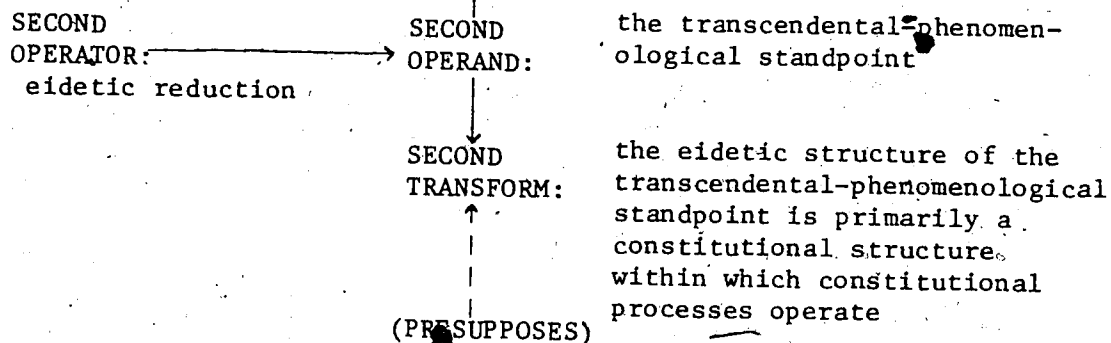 SECOND
OPERATOR:
eidetic reduction
SECOND
OPERAND:
the transcendental-phenomen-
ological standpoint
SECOND
TRANSFORM:
the eidetic structure of the
transcendental-phenomenological
standpoint is primarily a
constitutional structure
within which constitutional
processes operate
(PRESUPPOSES)